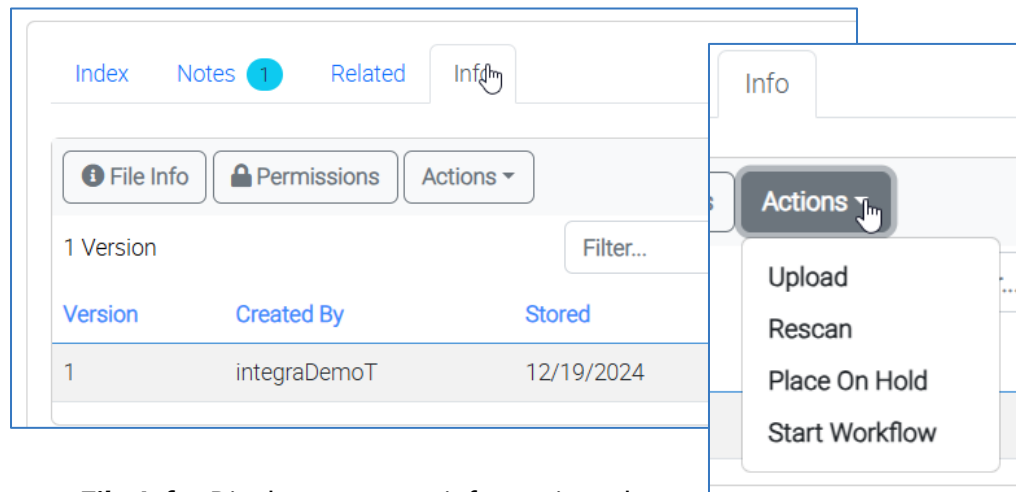 Index Notes 1 Related Info
File Info Permissions Actions
1 Version Filter...
Version Created By Stored
1 integraDemoT 12/19/2024
Info
Actions
Upload
Rescan
Place On Hold
Start Workflow